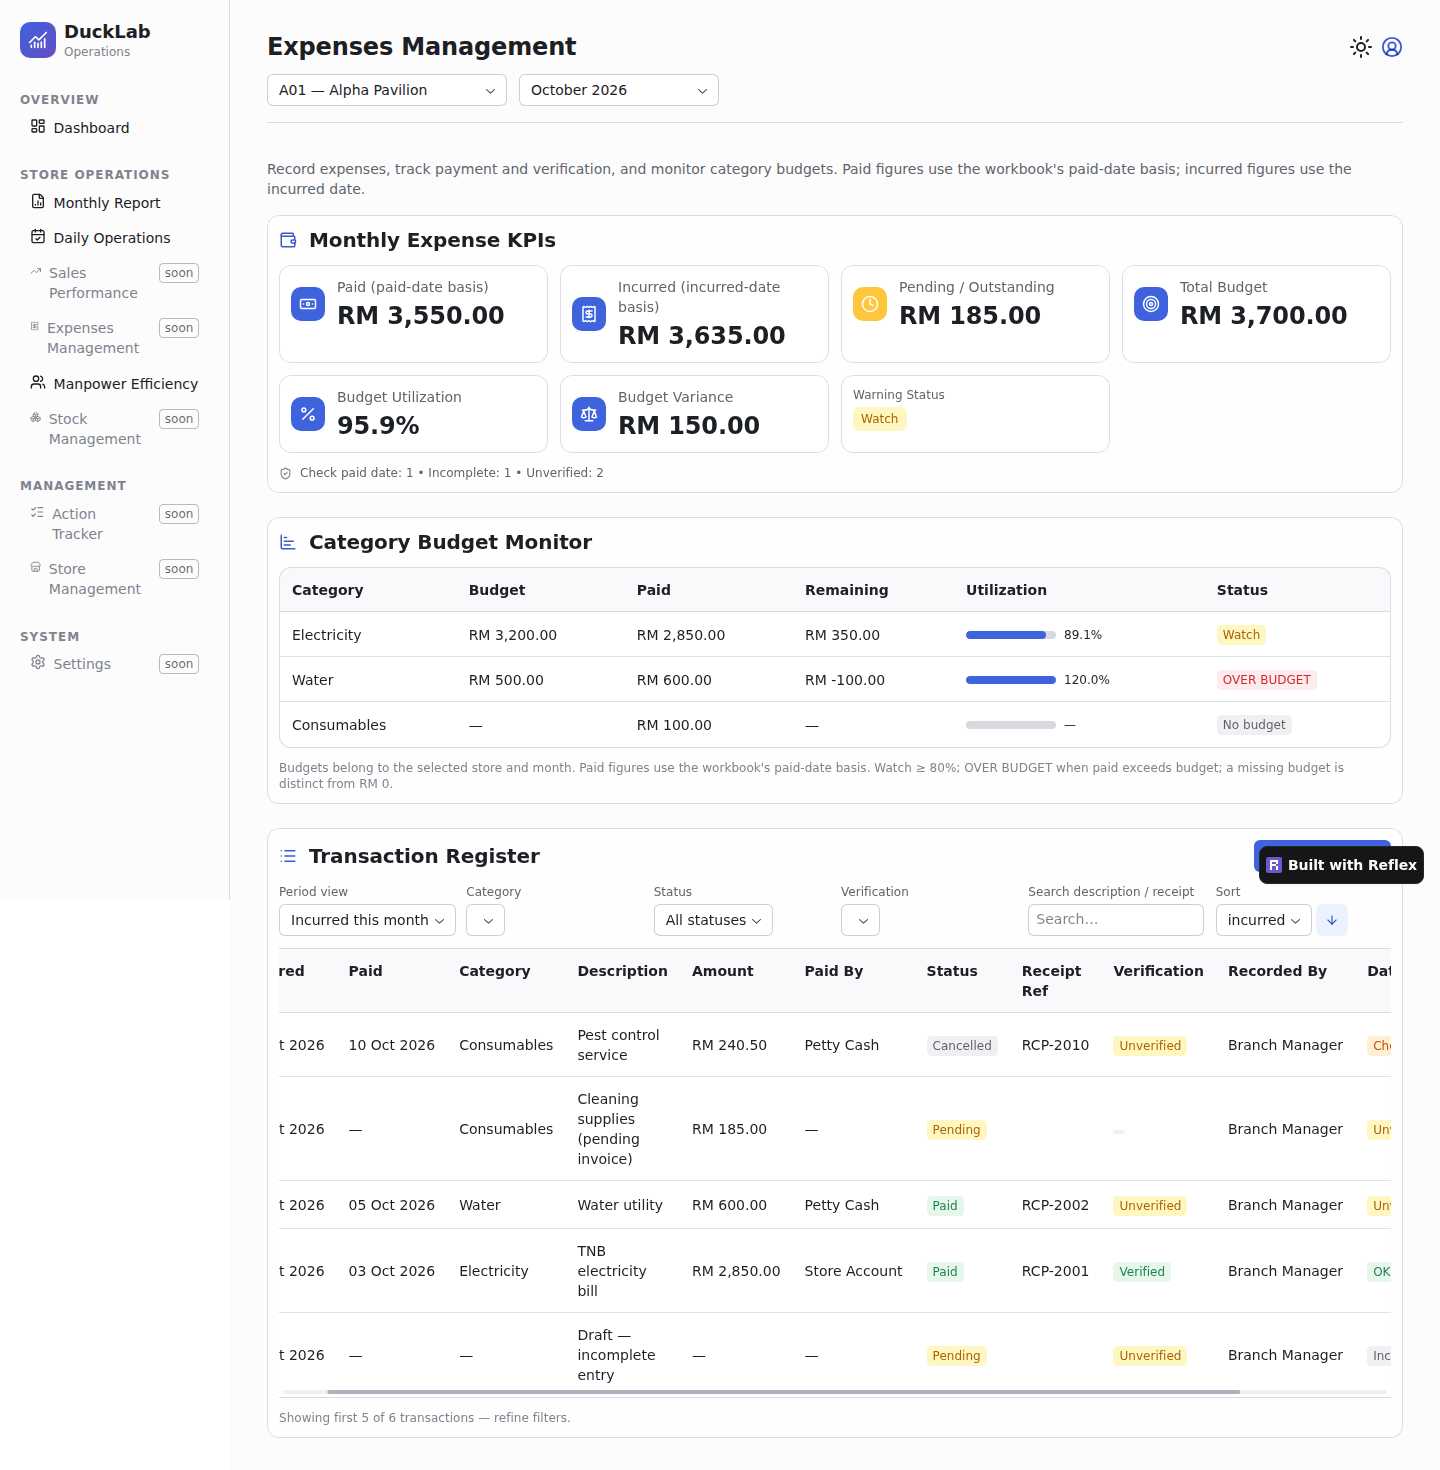 DuckLab
Operations
OVERVIEW
Dashboard
STORE OPERATIONS
Monthly Report
Daily Operations
Sales Performance soon
Expenses Management soon
Manpower Efficiency
Stock Management soon
MANAGEMENT
Action Tracker soon
Store Management soon
SYSTEM
Settings soon
Expenses Management
A01 — Alpha Pavilion October 2026
Record expenses, track payment and verification, and monitor category budgets. Paid figures use the workbook's paid-date basis; incurred figures use the
incurred date.
Monthly Expense KPIs
Paid (paid-date basis)
RM 3,550.00
Incurred (incurred-date
basis)
RM 3,635.00
Pending / Outstanding
RM 185.00
Total Budget
RM 3,700.00
Budget Utilization
95.9%
Budget Variance
RM 150.00
Warning Status
Watch
Check paid date: 1 • Incomplete: 1 • Unverified: 2
Category Budget Monitor
Category Budget Paid Remaining Utilization Status
Electricity RM 3,200.00 RM 2,850.00 RM 350.00 89.1% Watch
Water RM 500.00 RM 600.00 RM -100.00 120.0% OVER BUDGET
Consumables — RM 100.00 — — No budget
Budgets belong to the selected store and month. Paid figures use the workbook's paid-date basis. Watch ≥ 80%; OVER BUDGET when paid exceeds budget; a missing budget is
distinct from RM 0.
Transaction Register
Built with Reflex
Period view Category Status Verification Search description / receipt Sort
Incurred this month All statuses Search... incurred
red Paid Category Description Amount Paid By Status Receipt Ref Verification Recorded By Dat
t 2026 10 Oct 2026 Consumables Pest control service RM 240.50 Petty Cash Cancelled RCP-2010 Unverified Branch Manager Che
t 2026 — Consumables Cleaning supplies (pending invoice) RM 185.00 — Pending Branch Manager Unv
t 2026 05 Oct 2026 Water Water utility RM 600.00 Petty Cash Paid RCP-2002 Unverified Branch Manager Unv
t 2026 03 Oct 2026 Electricity TNB electricity bill RM 2,850.00 Store Account Paid RCP-2001 Verified Branch Manager OK
t 2026 — — Draft — incomplete entry — — Pending Unverified Branch Manager Inc
Showing first 5 of 6 transactions — refine filters.